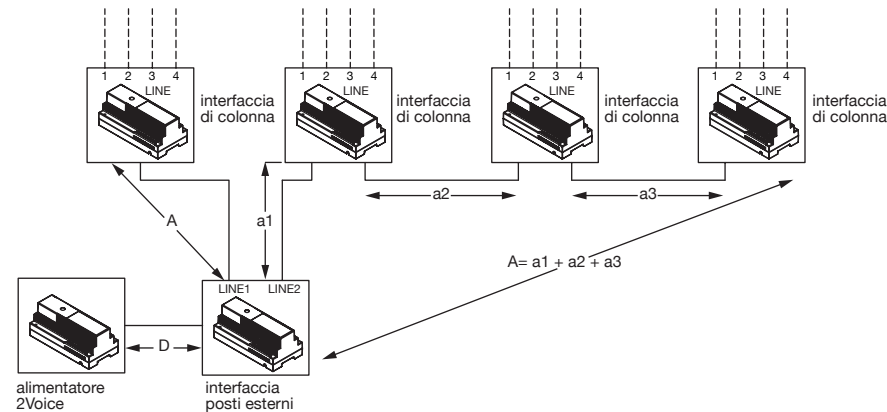 1 2 3 4
LINE
interfaccia
di colonna
1 2 3 4
LINE
interfaccia
di colonna
1 2 3 4
LINE
interfaccia
di colonna
1 2 3 4
LINE
interfaccia
di colonna
A
a1
a2
a3
A= a1 + a2 + a3
LINE1 LINE2
D
alimentatore
2Voice
interfaccia
posti esterni